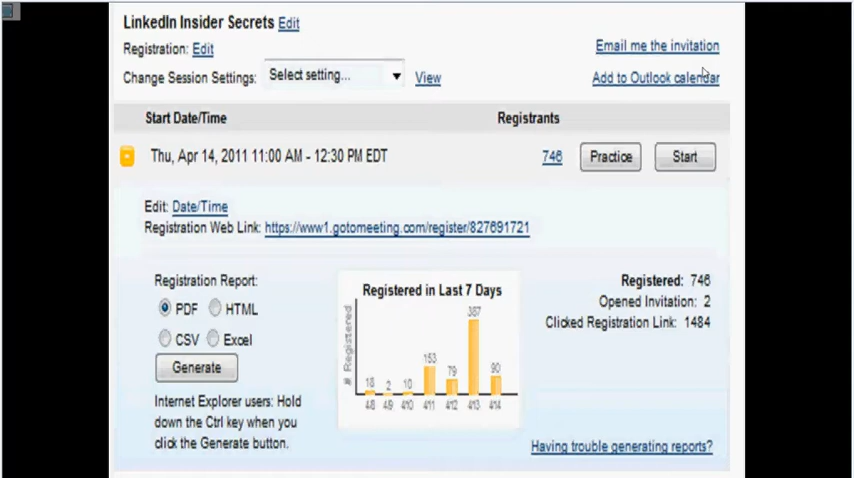 LinkedIn Insider Secrets Edit
Registration: Edit
Email me the invitation
Change Session Settings: Select setting... View
Add to Outlook calendar
Start Date/Time Registrants
Thu, Apr 14, 2011 11:00 AM - 12:30 PM EDT 746 Practice Start
Edit: Date/Time
Registration Web Link: https://www1.gotomeeting.com/register/827691721
Registration Report:
PDF HTML
CSV Excel
Generate
Internet Explorer users: Hold
down the Ctrl key when you
click the Generate button.
Registered in Last 7 Days
# Registered
18 2 10 153 79 387 90
4/8 4/9 4/10 4/11 4/12 4/13 4/14
Registered: 746
Opened Invitation: 2
Clicked Registration Link: 1484
Having trouble generating reports?